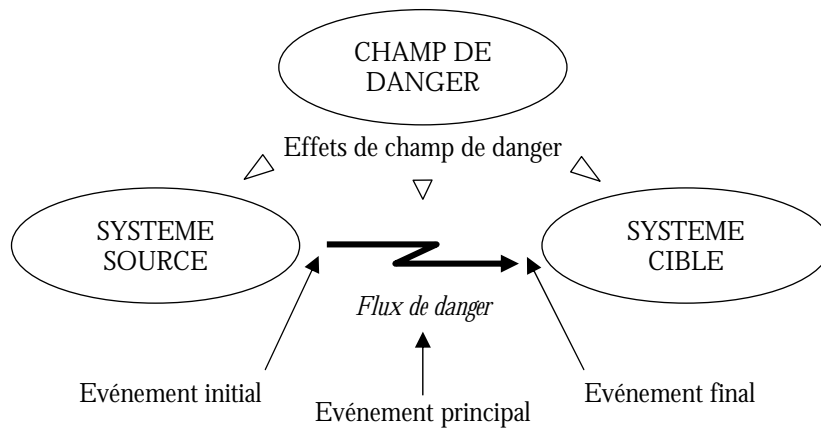 CHAMP DE
DANGER
Effets de champ de danger
SYSTEME
SOURCE
SYSTEME
CIBLE
Flux de danger
Evénement initial
Evénement principal
Evénement final